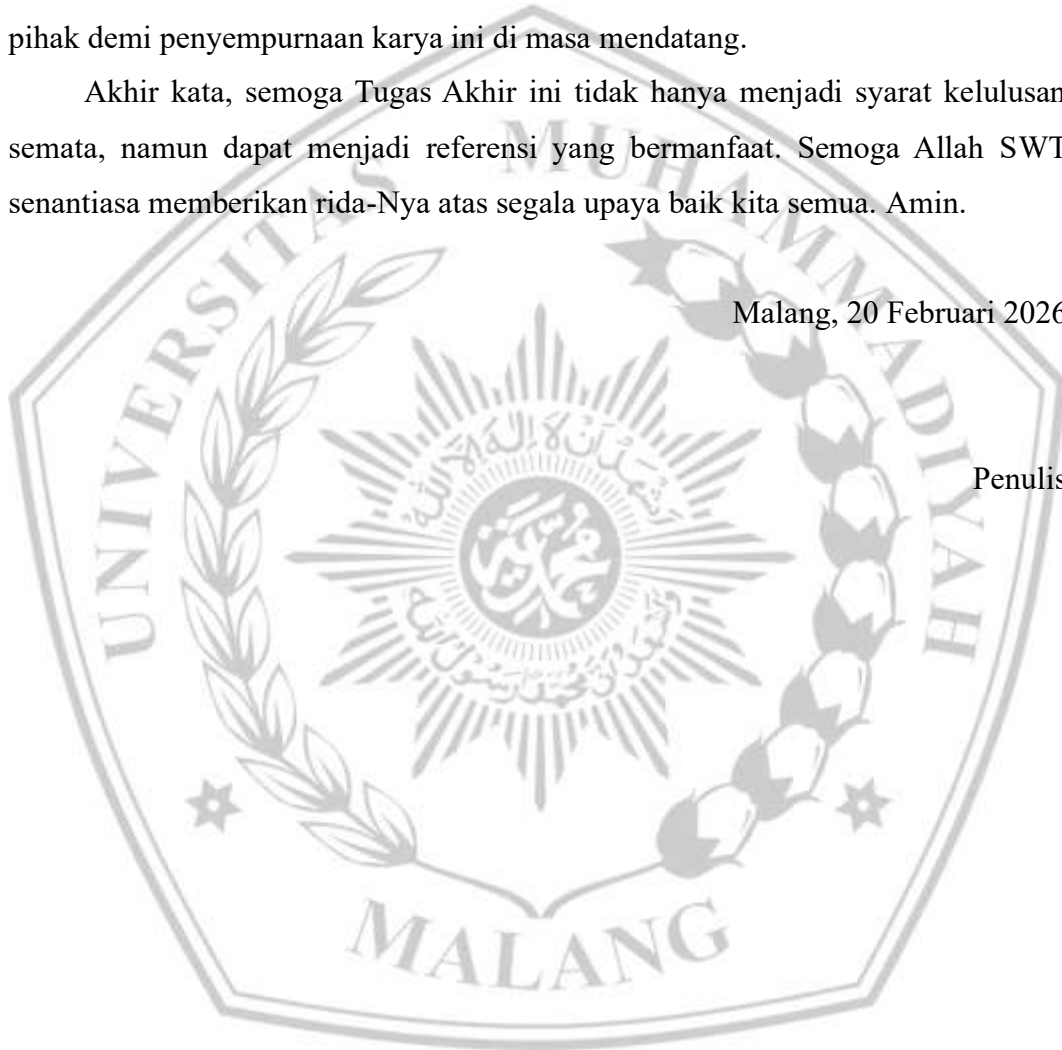 pihak demi penyempurnaan karya ini di masa mendatang.
Akhir kata, semoga Tugas Akhir ini tidak hanya menjadi syarat kelulusan
semata, namun dapat menjadi referensi yang bermanfaat. Semoga Allah SWT
senantiasa memberikan rida-Nya atas segala upaya baik kita semua. Amin.
Malang, 20 Februari 2026
Penulis
UNIVERSITAS MUHAMMADIYAH
MALANG